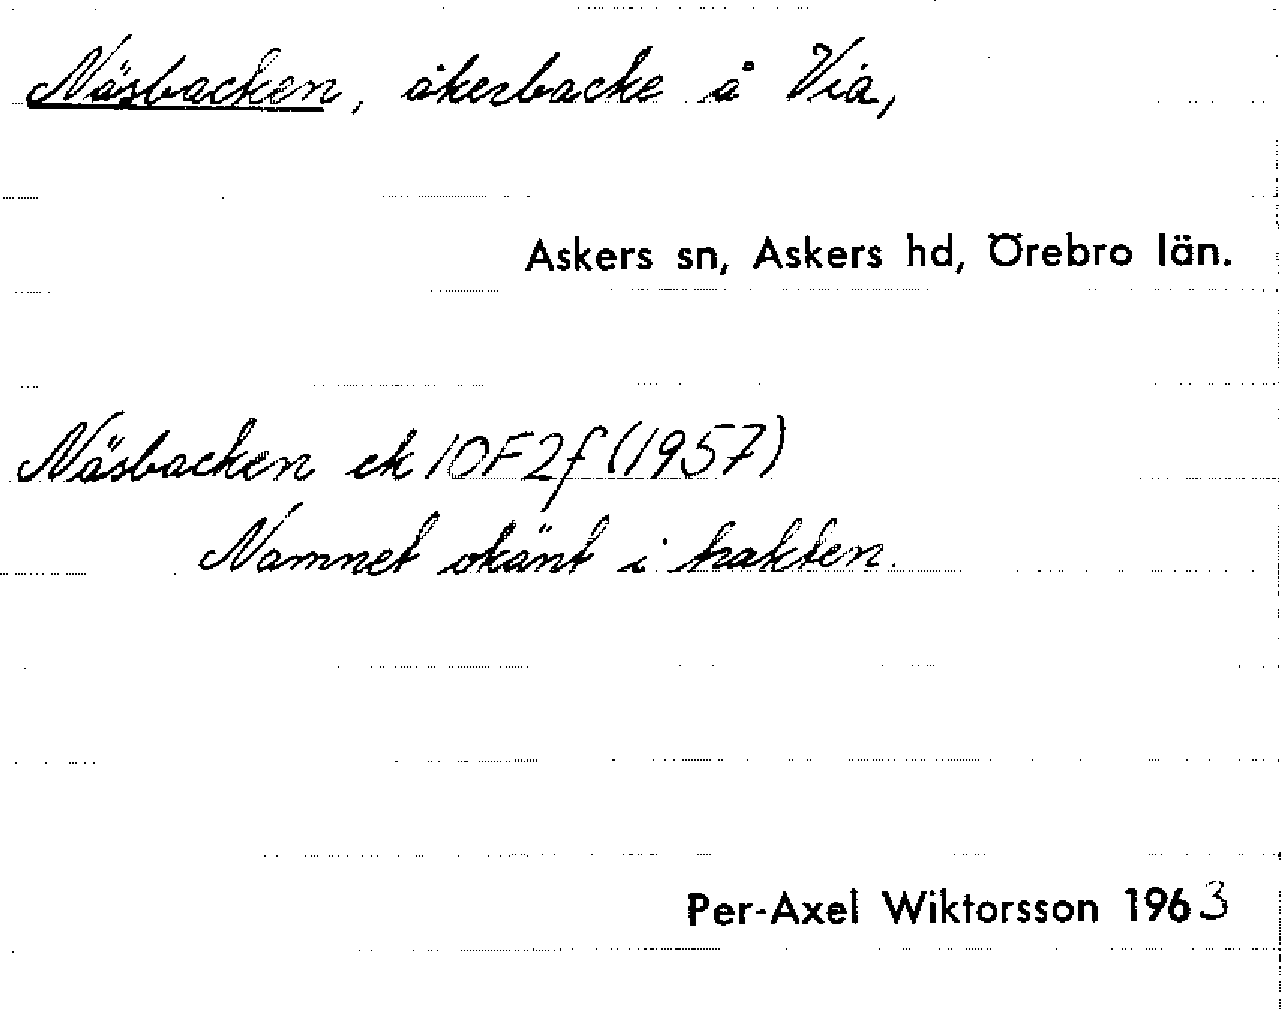 Näsbacken, åkerbacke å Via,
Askers sn, Askers hd, Örebro län.
Näsbacken ek 10F2f (1957)
Namnet okänt i trakten.
Per-Axel Wiktorsson 1963